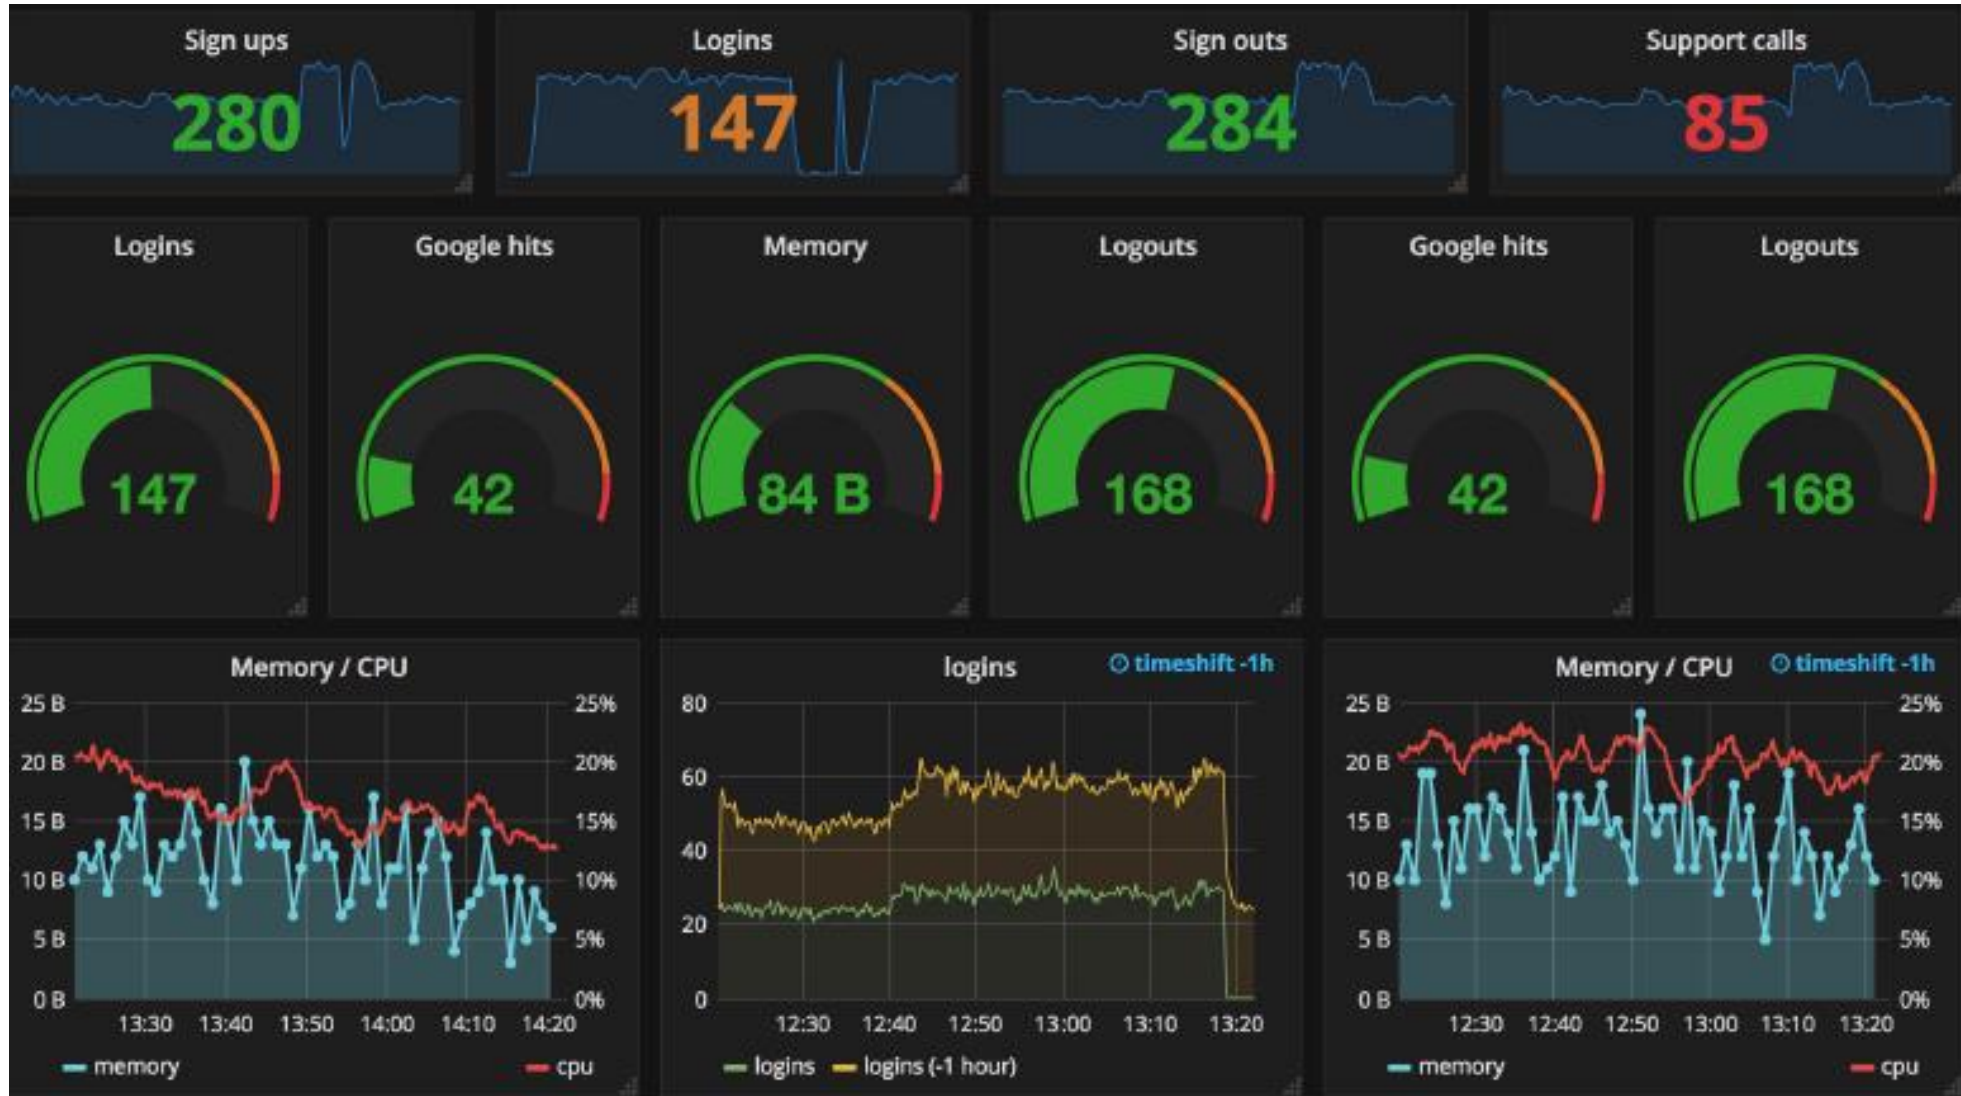 Sign ups
280
Logins
147
Sign outs
284
Support calls
85
Logins
147
Google hits
42
Memory
84 B
Logouts
168
Google hits
42
Logouts
168
Memory / CPU
25 B
20 B
15 B
10 B
5 B
0 B
25%
20%
15%
10%
5%
0%
13:30 13:40 13:50 14:00 14:10 14:20
memory cpu
logins timeshift -1h
80
60
40
20
0
12:30 12:40 12:50 13:00 13:10 13:20
logins logins (-1 hour)
Memory / CPU timeshift -1h
25 B
20 B
15 B
10 B
5 B
0 B
25%
20%
15%
10%
5%
0%
12:30 12:40 12:50 13:00 13:10 13:20
memory cpu